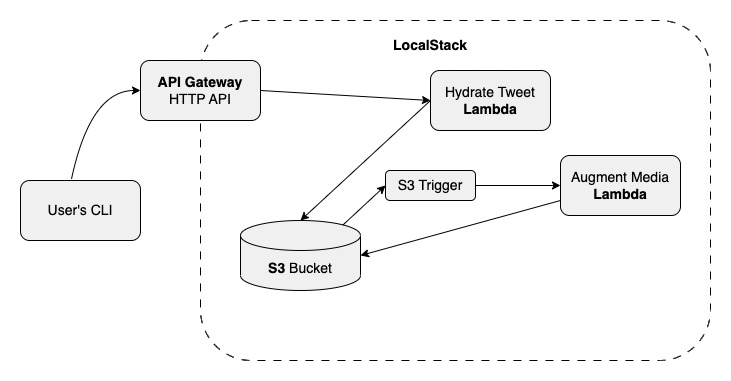 LocalStack
API Gateway
HTTP API
Hydrate Tweet
Lambda
User's CLI
S3 Trigger
Augment Media
Lambda
S3 Bucket